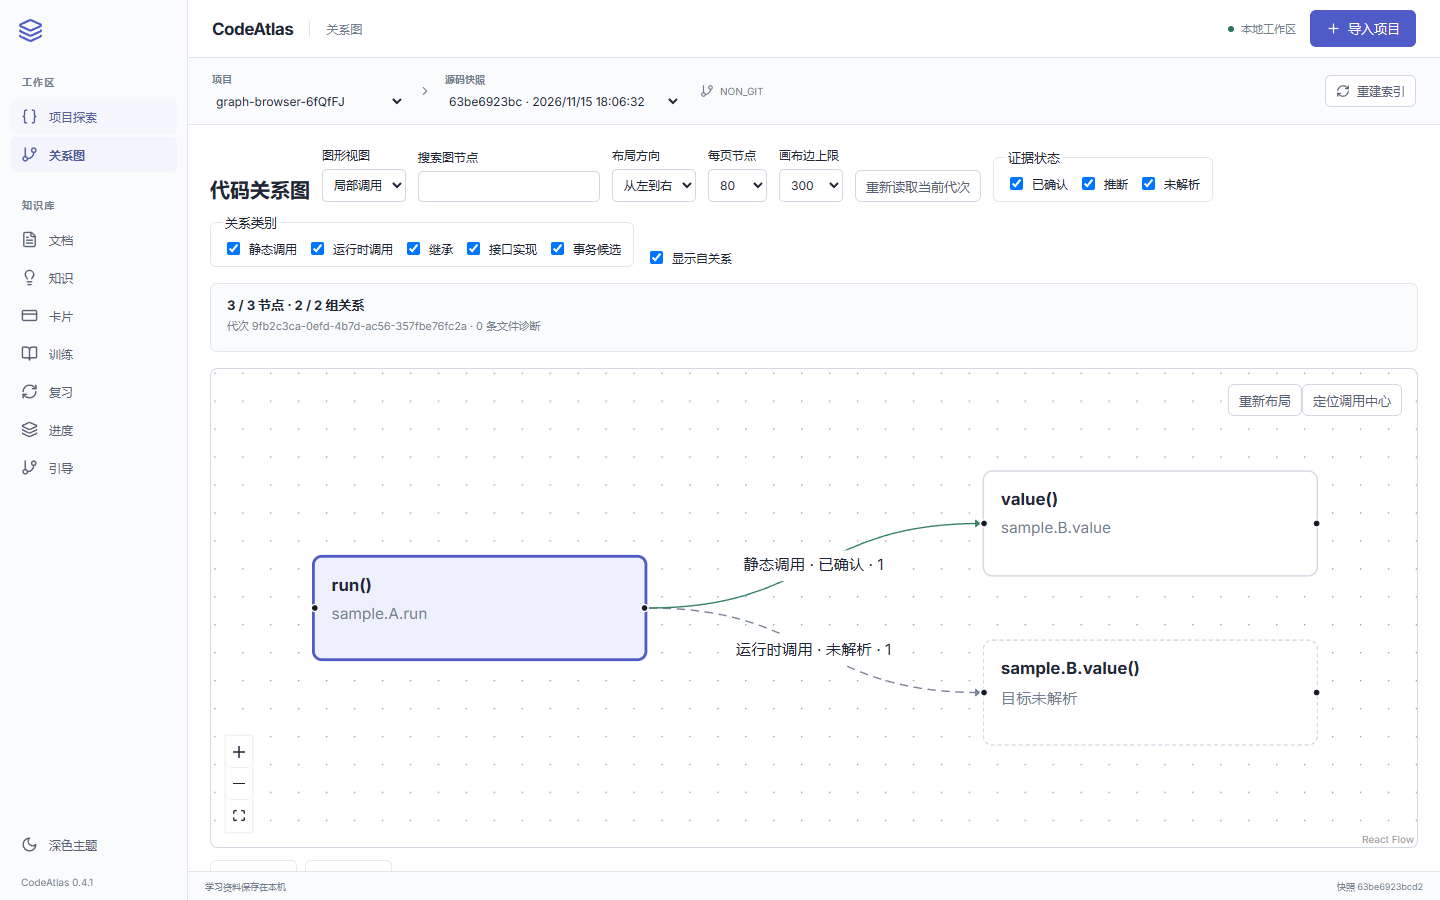 工作区
项目探索
关系图
知识库
文档
知识
卡片
训练
复习
进度
引导
深色主题
CodeAtlas 0.4.1
CodeAtlas
关系图
本地工作区
导入项目
项目
graph-browser-6fQfFJ
源码快照
63be6923bc · 2026/11/15 18:06:32
NON_GIT
重建索引
代码关系图
图形视图
局部调用
搜索图节点
布局方向
从左到右
每页节点
80
画布边上限
300
重新读取当前代次
证据状态
已确认
推断
未解析
关系类别
静态调用
运行时调用
继承
接口实现
事务候选
显示自关系
3 / 3 节点 · 2 / 2 组关系
代次 9fb2c3ca-0efd-4b7d-ac56-357fbe76fc2a · 0 条文件诊断
重新布局
定位调用中心
run()
sample.A.run
静态调用 · 已确认 · 1
运行时调用 · 未解析 · 1
value()
sample.B.value
sample.B.value()
目标未解析
React Flow
学习资料保存在本机
快照 63be6923bcd2